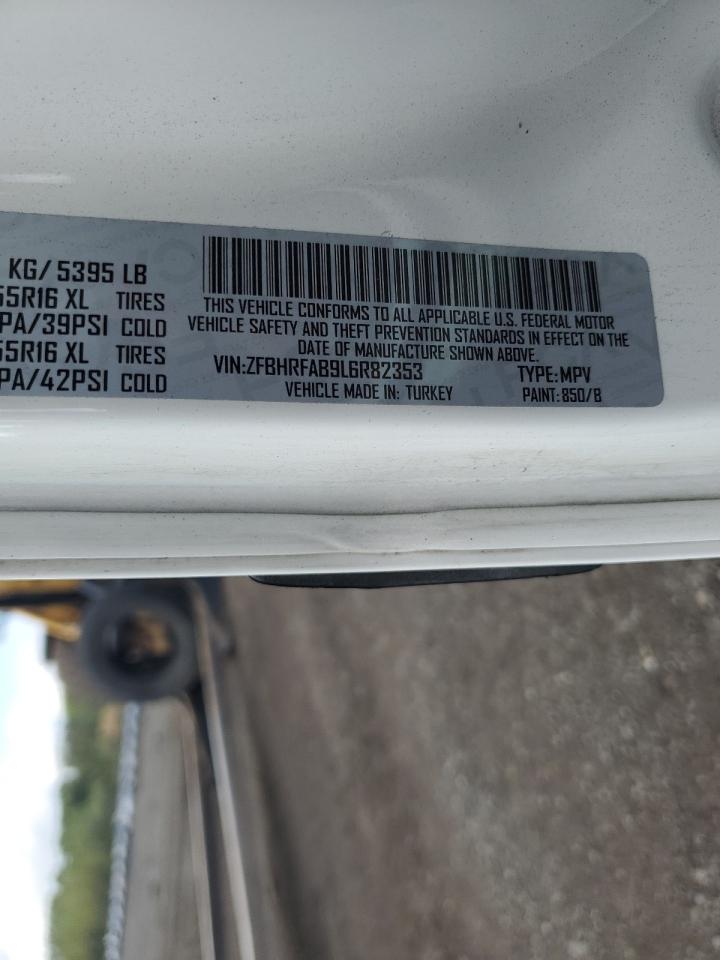 KG/ 5395 LB
55R16 XL TIRES
PA/39PSI COLD
55R16 XL TIRES
PA/42PSI COLD
THIS VEHICLE CONFORMS TO ALL APPLICABLE U.S. FEDERAL MOTOR
VEHICLE SAFETY AND THEFT PREVENTION STANDARDS IN EFFECT ON THE
DATE OF MANUFACTURE SHOWN ABOVE.
VIN:ZFBHRFAB9L6R82353 TYPE:MPV
VEHICLE MADE IN: TURKEY PAINT: 850/B